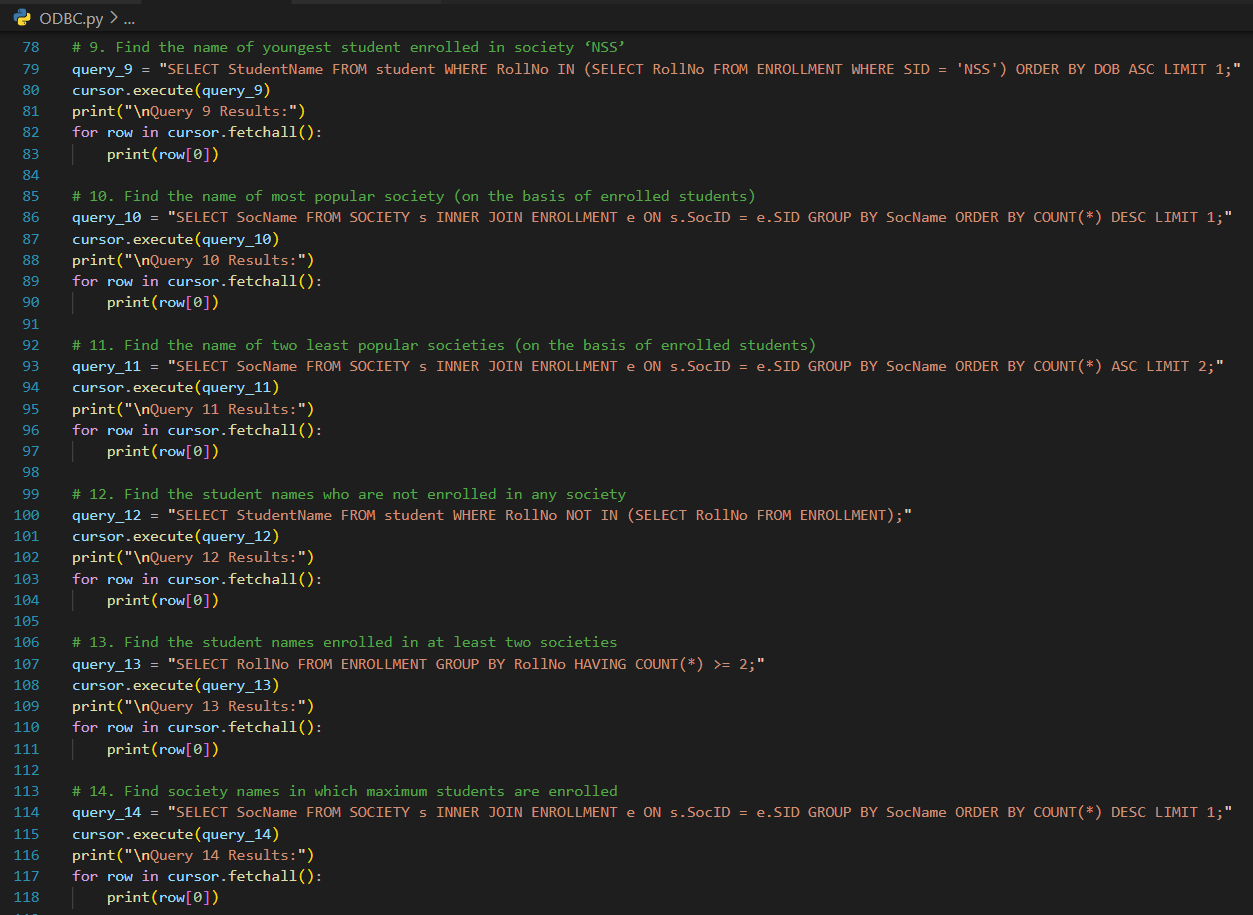 ODBC.py > ...
78 # 9. Find the name of youngest student enrolled in society ‘NSS’
79 query_9 = "SELECT StudentName FROM student WHERE RollNo IN (SELECT RollNo FROM ENROLLMENT WHERE SID = 'NSS') ORDER BY DOB ASC LIMIT 1;"
80 cursor.execute(query_9)
81 print("\nQuery 9 Results:")
82 for row in cursor.fetchall():
83     print(row[0])
84
85 # 10. Find the name of most popular society (on the basis of enrolled students)
86 query_10 = "SELECT SocName FROM SOCIETY s INNER JOIN ENROLLMENT e ON s.SocID = e.SID GROUP BY SocName ORDER BY COUNT(*) DESC LIMIT 1;"
87 cursor.execute(query_10)
88 print("\nQuery 10 Results:")
89 for row in cursor.fetchall():
90     print(row[0])
91
92 # 11. Find the name of two least popular societies (on the basis of enrolled students)
93 query_11 = "SELECT SocName FROM SOCIETY s INNER JOIN ENROLLMENT e ON s.SocID = e.SID GROUP BY SocName ORDER BY COUNT(*) ASC LIMIT 2;"
94 cursor.execute(query_11)
95 print("\nQuery 11 Results:")
96 for row in cursor.fetchall():
97     print(row[0])
98
99 # 12. Find the student names who are not enrolled in any society
100 query_12 = "SELECT StudentName FROM student WHERE RollNo NOT IN (SELECT RollNo FROM ENROLLMENT);"
101 cursor.execute(query_12)
102 print("\nQuery 12 Results:")
103 for row in cursor.fetchall():
104     print(row[0])
105
106 # 13. Find the student names enrolled in at least two societies
107 query_13 = "SELECT RollNo FROM ENROLLMENT GROUP BY RollNo HAVING COUNT(*) >= 2;"
108 cursor.execute(query_13)
109 print("\nQuery 13 Results:")
110 for row in cursor.fetchall():
111     print(row[0])
112
113 # 14. Find society names in which maximum students are enrolled
114 query_14 = "SELECT SocName FROM SOCIETY s INNER JOIN ENROLLMENT e ON s.SocID = e.SID GROUP BY SocName ORDER BY COUNT(*) DESC LIMIT 1;"
115 cursor.execute(query_14)
116 print("\nQuery 14 Results:")
117 for row in cursor.fetchall():
118     print(row[0])